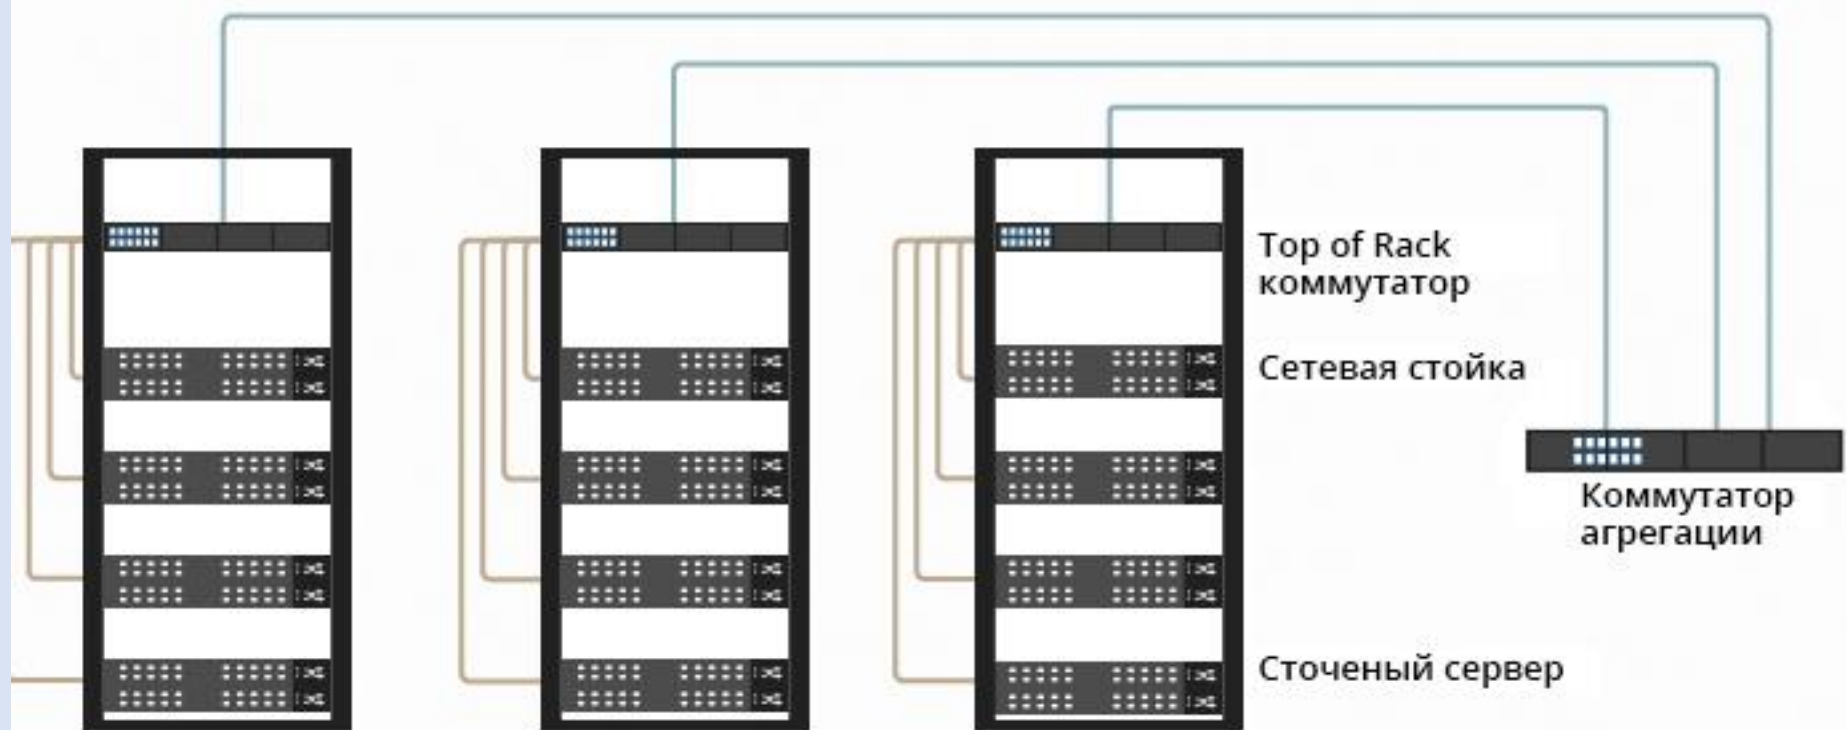 Top of Rack
коммутатор
Сетевая стойка
Коммутатор
агрегации
Сточеный сервер